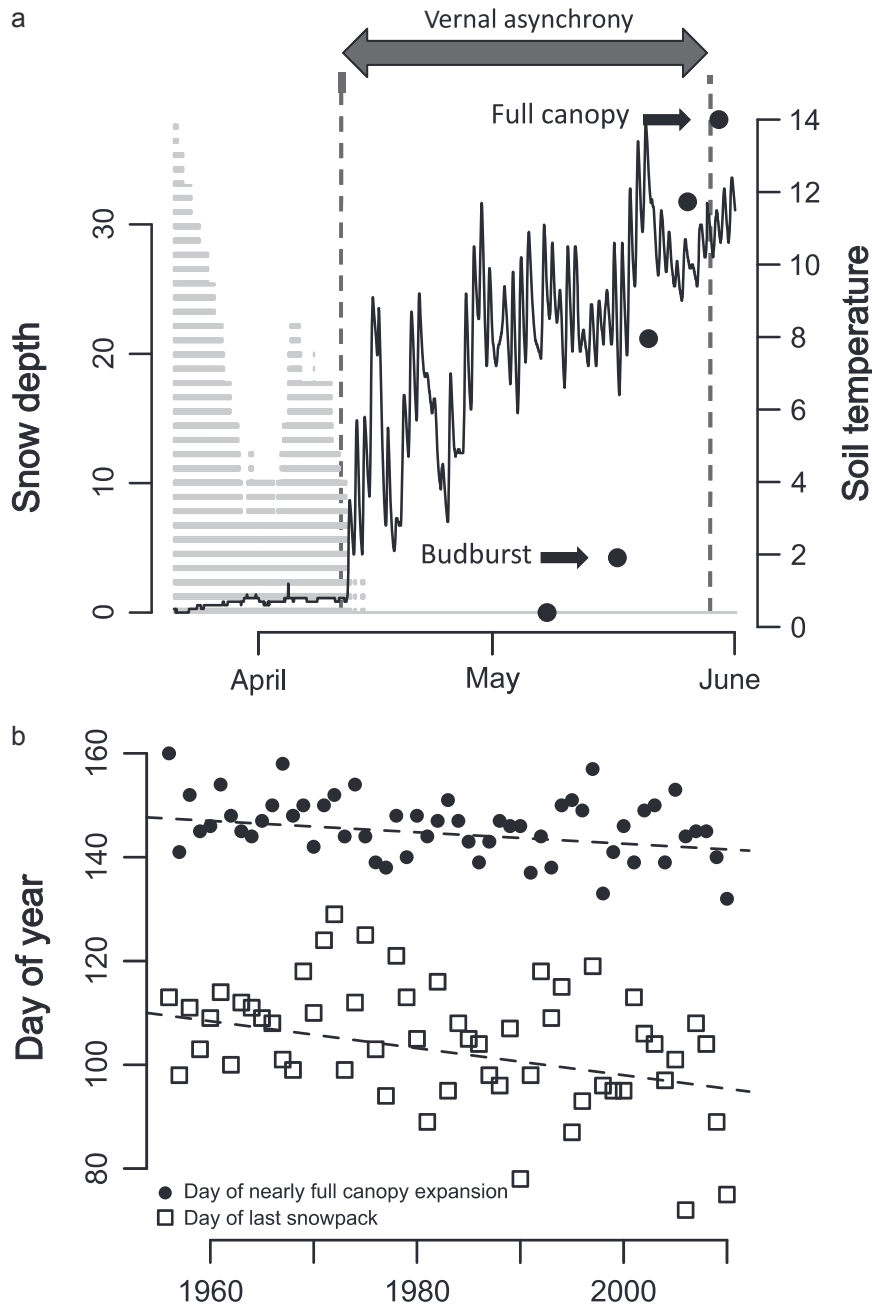 a
Vernal asynchrony
Full canopy
14
12
10
8
6
4
2
0
Soil temperature
30
20
10
0
Snow depth
Budburst
April
May
June
b
160
140
120
100
80
Day of year
Day of nearly full canopy expansion
Day of last snowpack
1960
1980
2000